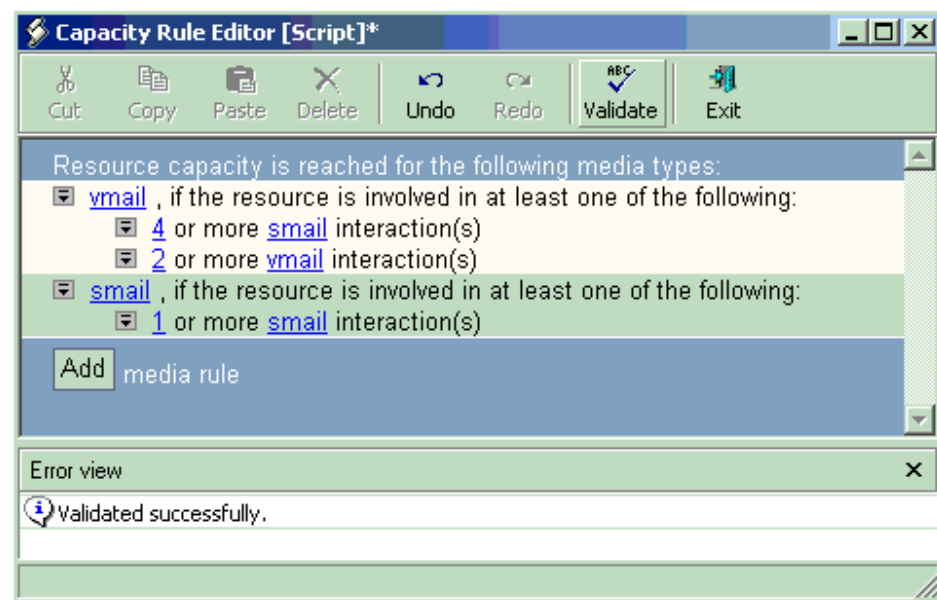 Capacity Rule Editor [Script]*
Cut Copy Paste Delete Undo Redo ABC Validate Exit
Resource capacity is reached for the following media types:
vmail , if the resource is involved in at least one of the following:
4 or more smail interaction(s)
2 or more vmail interaction(s)
smail , if the resource is involved in at least one of the following:
1 or more smail interaction(s)
Add media rule
Error view
Validated successfully.